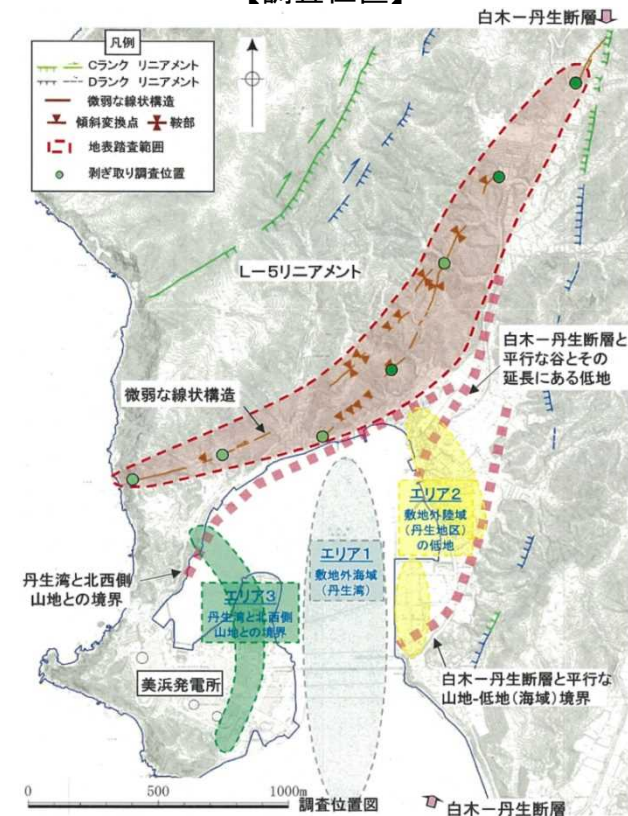 【調査位置】
白木ー丹生断層
凡例
Cランク リニアメント
Dランク リニアメント
微弱な線状構造
傾斜変換点
鞍部
地表踏査範囲
剥ぎ取り調査位置
L－5リニアメント
白木ー丹生断層と
平行な谷とその
延長にある低地
微弱な線状構造
エリア2
敷地外陸域
(丹生地区)
の低地
エリア1
敷地外海域
(丹生湾)
丹生湾と北西側
山地との境界
エリア3
丹生湾と北西側
山地との境界
美浜発電所
白木ー丹生断層と平行な
山地-低地(海域)境界
0 500 1000m
調査位置図
白木ー丹生断層